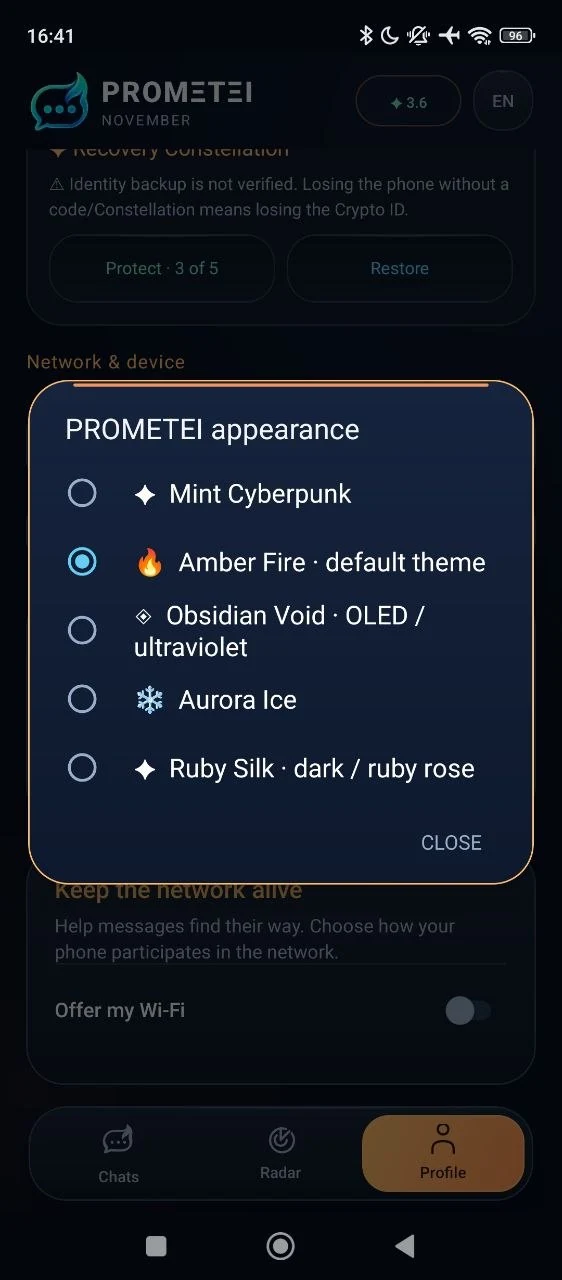 16:41
96
PROMETEI
NOVEMBER
✦ 3.6
EN
✦ Recovery Constellation
⚠ Identity backup is not verified. Losing the phone without a
code/Constellation means losing the Crypto ID.
Protect · 3 of 5
Restore
Network & device
PROMETEI appearance
✦ Mint Cyberpunk
🔥 Amber Fire · default theme
◈ Obsidian Void · OLED /
ultraviolet
❄ Aurora Ice
✦ Ruby Silk · dark / ruby rose
CLOSE
Keep the network alive
Help messages find their way. Choose how your
phone participates in the network.
Offer my Wi-Fi
Chats
Radar
Profile